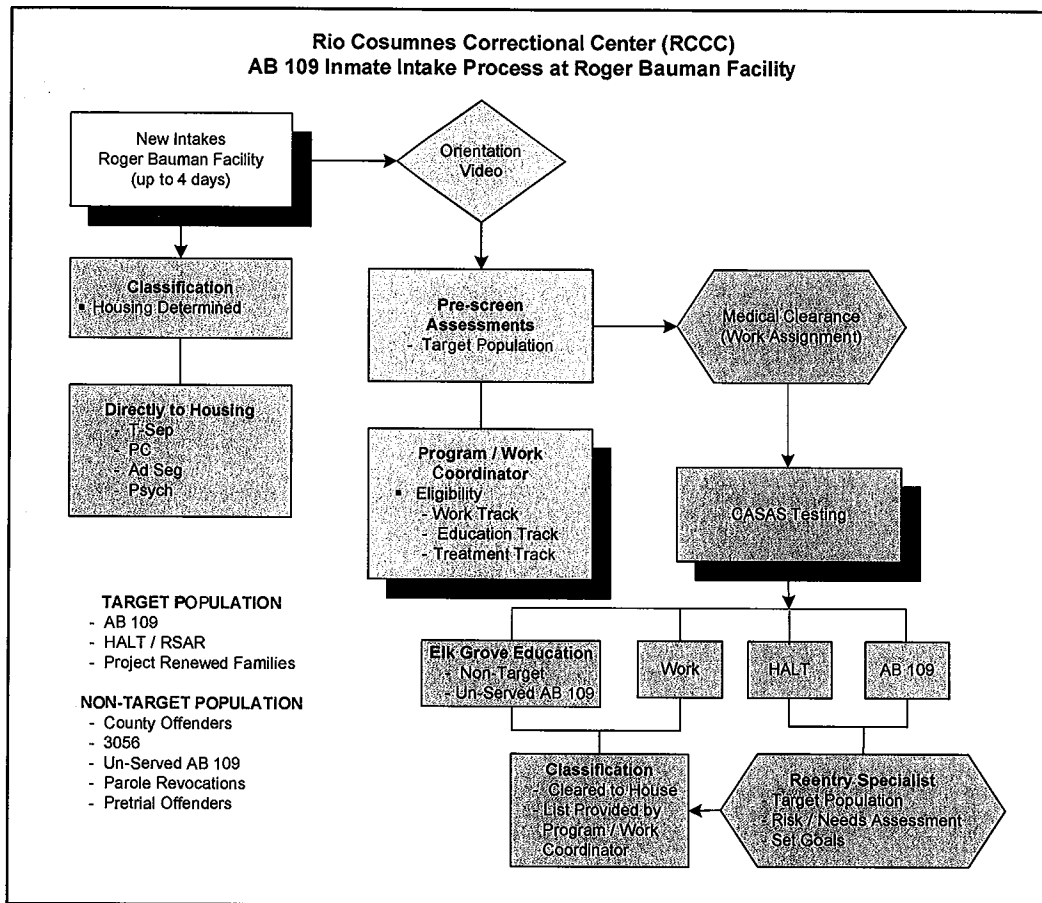 Rio Cosumnes Correctional Center (RCCC)
AB 109 Inmate Intake Process at Roger Bauman Facility
New Intakes
Roger Bauman Facility
(up to 4 days)
Orientation
Video
Classification
▪ Housing Determined
Pre-screen
Assessments
- Target Population
Medical Clearance
(Work Assignment)
Directly to Housing
- T-Sep
- PC
- Ad Seg
- Psych
Program / Work
Coordinator
▪ Eligibility
- Work Track
- Education Track
- Treatment Track
CASAS Testing
TARGET POPULATION
- AB 109
- HALT / RSAR
- Project Renewed Families
NON-TARGET POPULATION
- County Offenders
- 3056
- Un-Served AB 109
- Parole Revocations
- Pretrial Offenders
Elk Grove Education
- Non-Target
- Un-Served AB 109
Work
HALT
AB 109
Classification
- Cleared to House
List Provided by
Program / Work
Coordinator
Reentry Specialist
- Target Population
- Risk / Needs Assessment
Set Goals